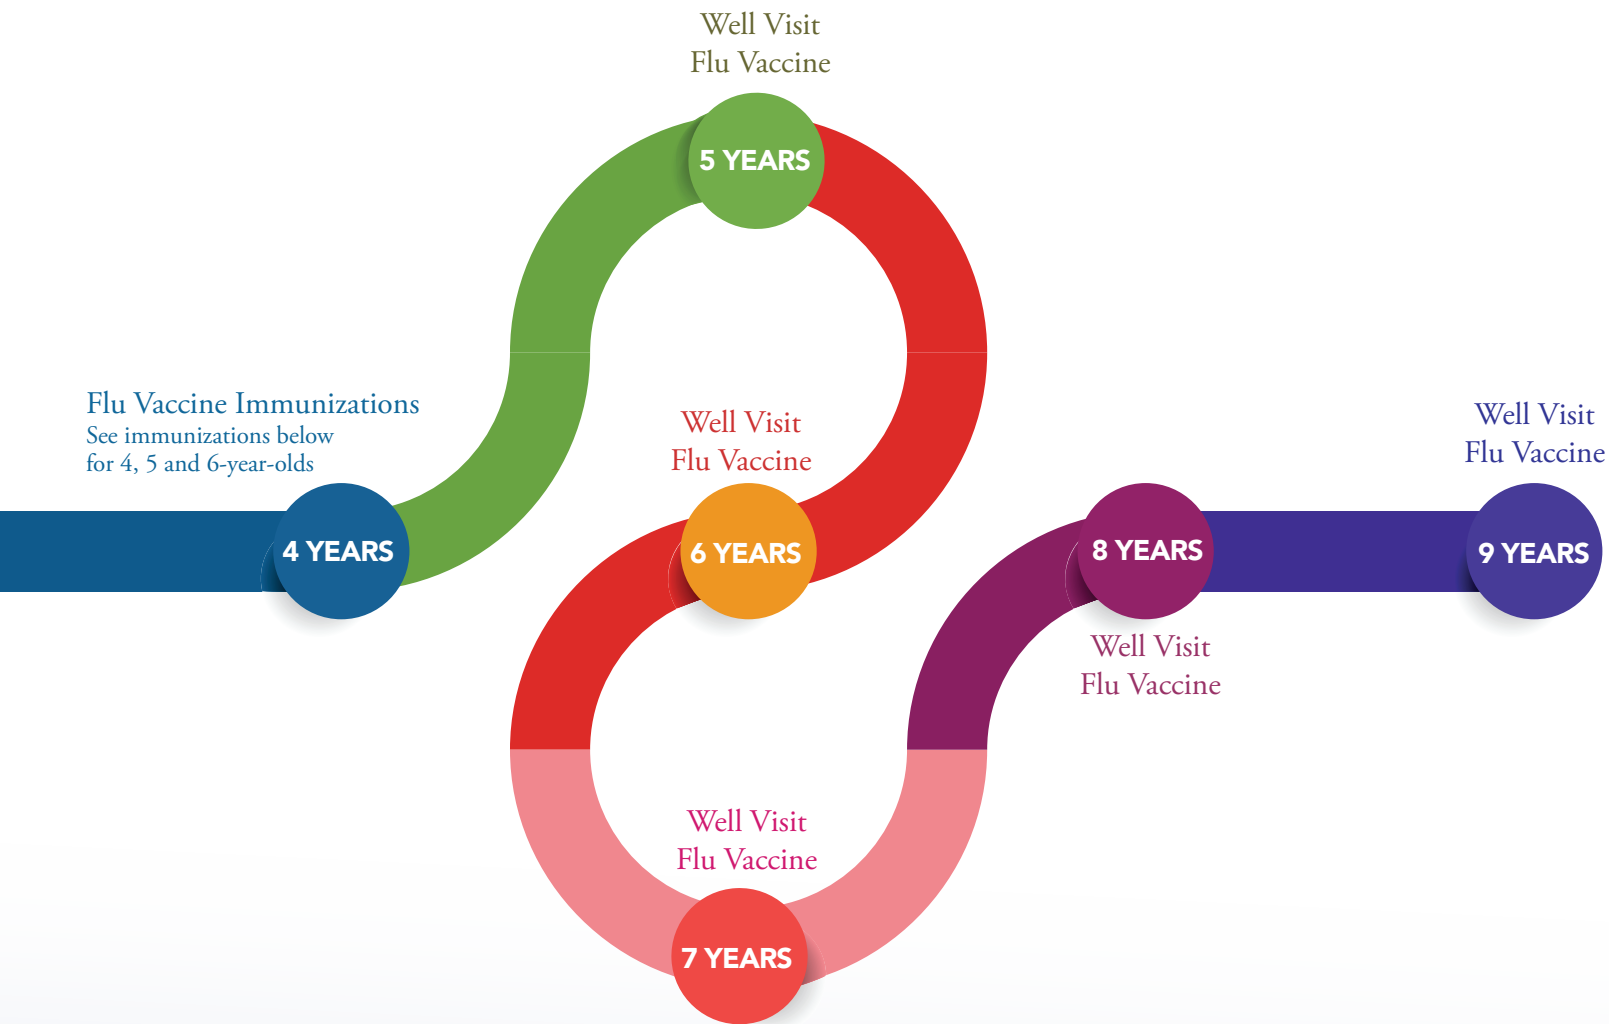 Well Visit
Flu Vaccine
5 YEARS
Flu Vaccine Immunizations
See immunizations below
for 4, 5 and 6-year-olds
4 YEARS
Well Visit
Flu Vaccine
6 YEARS
Well Visit
Flu Vaccine
7 YEARS
8 YEARS
Well Visit
Flu Vaccine
Well Visit
Flu Vaccine
9 YEARS